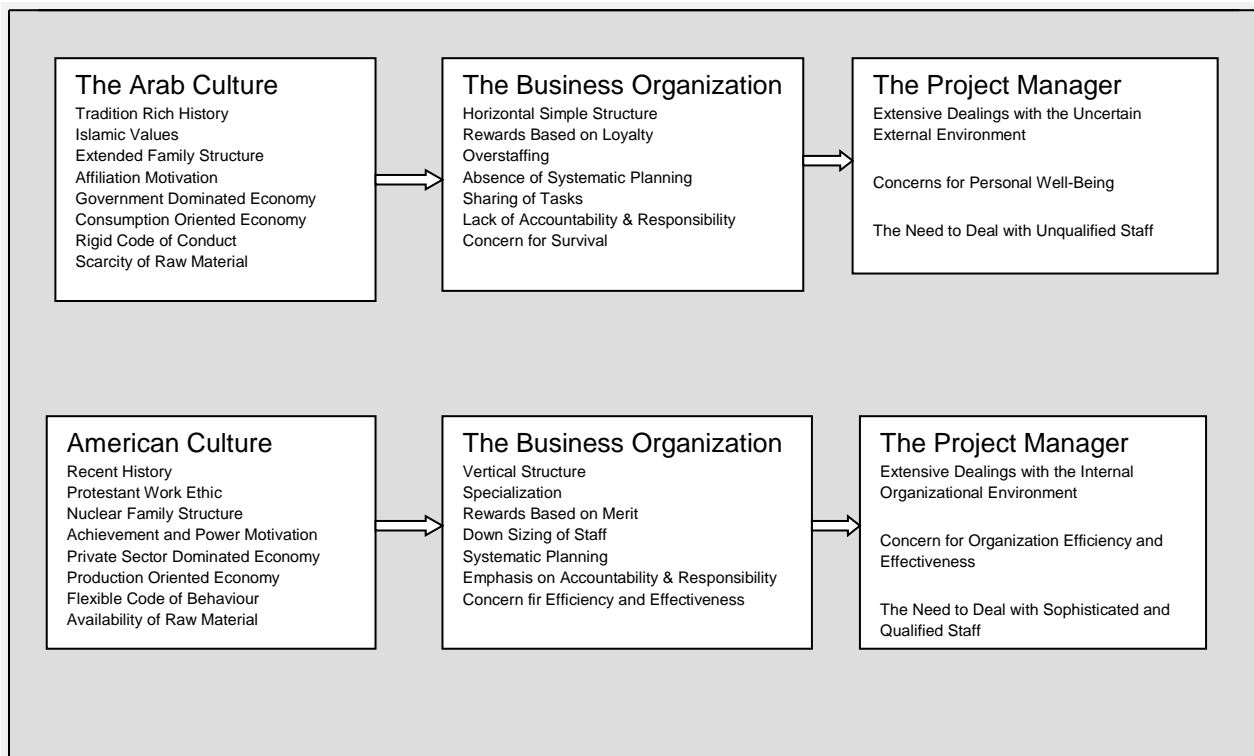 The Arab Culture
Tradition Rich History
Islamic Values
Extended Family Structure
Affiliation Motivation
Government Dominated Economy
Consumption Oriented Economy
Rigid Code of Conduct
Scarcity of Raw Material
The Business Organization
Horizontal Simple Structure
Rewards Based on Loyalty
Overstaffing
Absence of Systematic Planning
Sharing of Tasks
Lack of Accountability & Responsibility
Concern for Survival
The Project Manager
Extensive Dealings with the Uncertain
External Environment
Concerns for Personal Well-Being
The Need to Deal with Unqualified Staff
American Culture
Recent History
Protestant Work Ethic
Nuclear Family Structure
Achievement and Power Motivation
Private Sector Dominated Economy
Production Oriented Economy
Flexible Code of Behaviour
Availability of Raw Material
The Business Organization
Vertical Structure
Specialization
Rewards Based on Merit
Down Sizing of Staff
Systematic Planning
Emphasis on Accountability & Responsibility
Concern fir Efficiency and Effectiveness
The Project Manager
Extensive Dealings with the Internal
Organizational Environment
Concern for Organization Efficiency and
Effectiveness
The Need to Deal with Sophisticated and
Qualified Staff